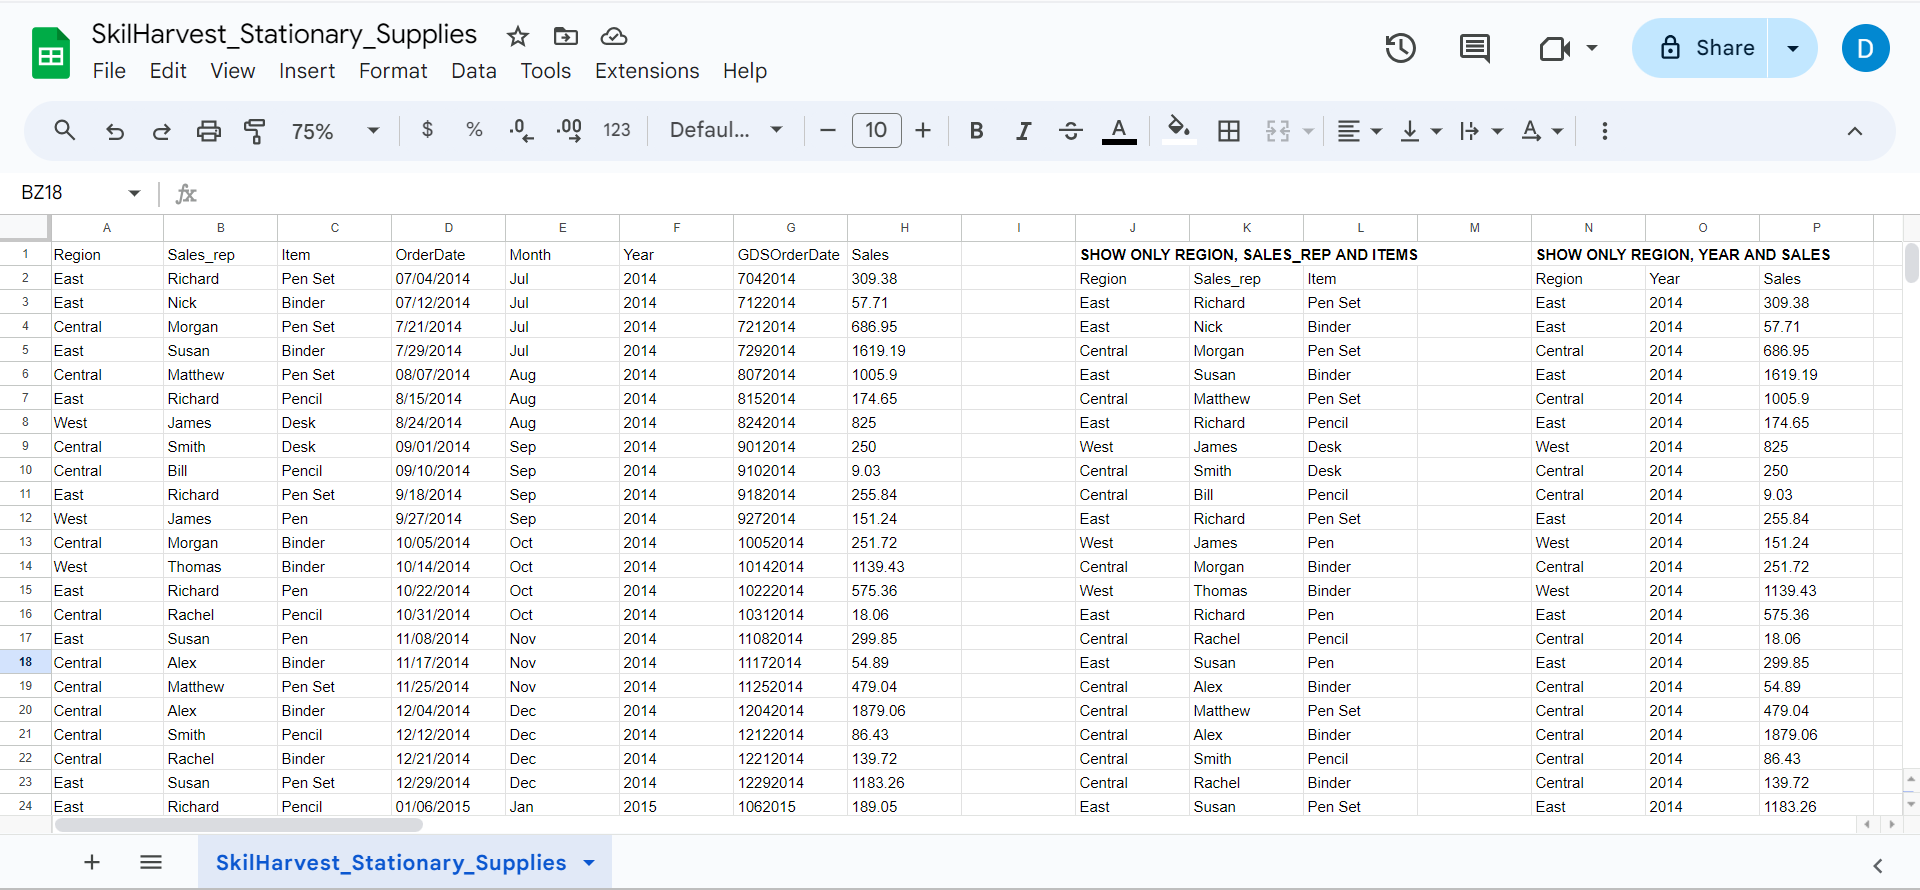 SkilHarvest_Stationary_Supplies
File Edit View Insert Format Data Tools Extensions Help
Share
D
75% $ % .0 .00 123 Defaul... 10 B I S A A
BZ18 fx
A B C D E F G H I J K L M N O P
1 Region Sales_rep Item OrderDate Month Year GDSOrderDate Sales SHOW ONLY REGION, SALES_REP AND ITEMS SHOW ONLY REGION, YEAR AND SALES
2 East Richard Pen Set 07/04/2014 Jul 2014 7042014 309.38 Region Sales_rep Item Region Year Sales
3 East Nick Binder 07/12/2014 Jul 2014 7122014 57.71 East Richard Pen Set East 2014 309.38
4 Central Morgan Pen Set 7/21/2014 Jul 2014 7212014 686.95 East Nick Binder East 2014 57.71
5 East Susan Binder 7/29/2014 Jul 2014 7292014 1619.19 Central Morgan Pen Set Central 2014 686.95
6 Central Matthew Pen Set 08/07/2014 Aug 2014 8072014 1005.9 East Susan Binder East 2014 1619.19
7 East Richard Pencil 8/15/2014 Aug 2014 8152014 174.65 Central Matthew Pen Set Central 2014 1005.9
8 West James Desk 8/24/2014 Aug 2014 8242014 825 East Richard Pencil East 2014 174.65
9 Central Smith Desk 09/01/2014 Sep 2014 9012014 250 West James Desk West 2014 825
10 Central Bill Pencil 09/10/2014 Sep 2014 9102014 9.03 Central Smith Desk Central 2014 250
11 East Richard Pen Set 9/18/2014 Sep 2014 9182014 255.84 Central Bill Pencil Central 2014 9.03
12 West James Pen 9/27/2014 Sep 2014 9272014 151.24 East Richard Pen Set East 2014 255.84
13 Central Morgan Binder 10/05/2014 Oct 2014 10052014 251.72 West James Pen West 2014 151.24
14 West Thomas Binder 10/14/2014 Oct 2014 10142014 1139.43 Central Morgan Binder Central 2014 251.72
15 East Richard Pen 10/22/2014 Oct 2014 10222014 575.36 West Thomas Binder West 2014 1139.43
16 Central Rachel Pencil 10/31/2014 Oct 2014 10312014 18.06 East Richard Pen East 2014 575.36
17 East Susan Pen 11/08/2014 Nov 2014 11082014 299.85 Central Rachel Pencil Central 2014 18.06
18 Central Alex Binder 11/17/2014 Nov 2014 11172014 54.89 East Susan Pen East 2014 299.85
19 Central Matthew Pen Set 11/25/2014 Nov 2014 11252014 479.04 Central Alex Binder Central 2014 54.89
20 Central Alex Binder 12/04/2014 Dec 2014 12042014 1879.06 Central Matthew Pen Set Central 2014 479.04
21 Central Smith Pencil 12/12/2014 Dec 2014 12122014 86.43 Central Alex Binder Central 2014 1879.06
22 Central Rachel Binder 12/21/2014 Dec 2014 12212014 139.72 Central Smith Pencil Central 2014 86.43
23 East Susan Pen Set 12/29/2014 Dec 2014 12292014 1183.26 Central Rachel Binder Central 2014 139.72
24 East Richard Pencil 01/06/2015 Jan 2015 1062015 189.05 East Susan Pen Set East 2014 1183.26
SkilHarvest_Stationary_Supplies